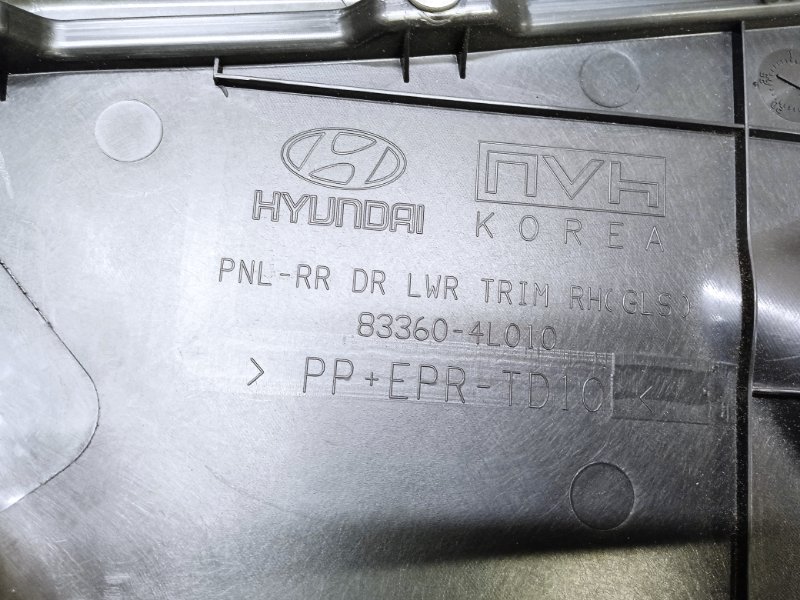 HYUNDAI
NVH
KOREA
PNL-RR DR LWR TRIM RH(GLS)
83360-4L010
> PP+EPR-TD10 <